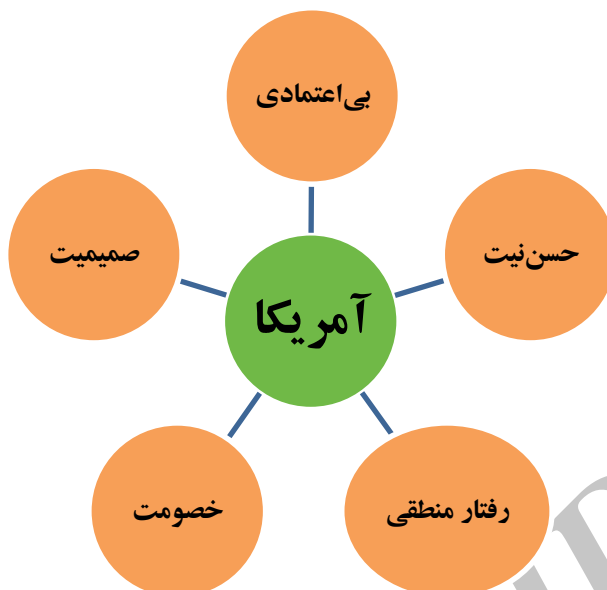 بی‌اعتمادی
حسن‌نیت
صمیمیت
آمریکا
رفتار منطقی
خصومت